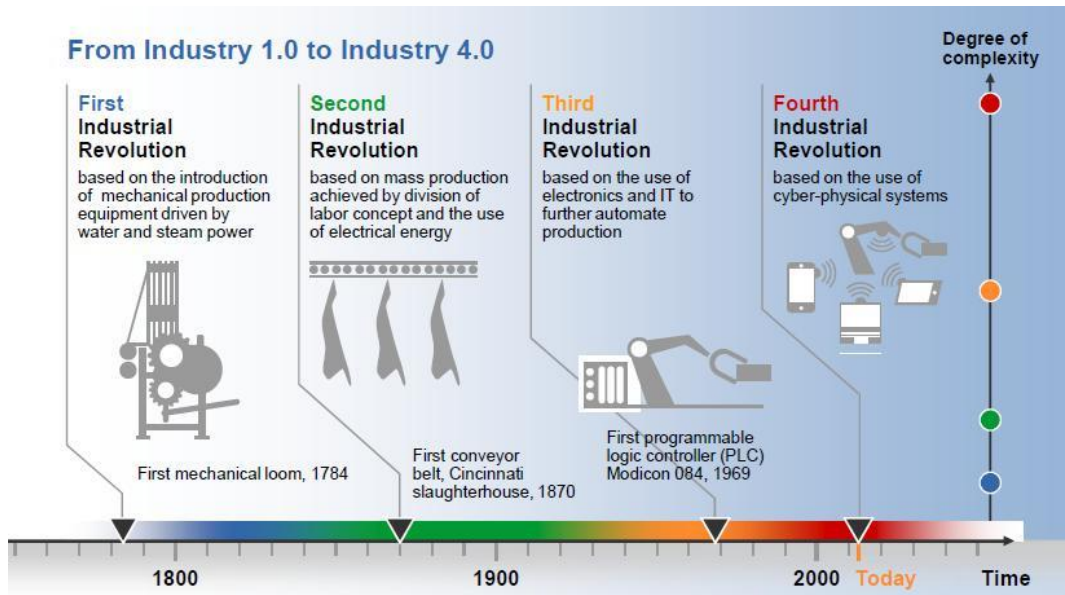 From Industry 1.0 to Industry 4.0
Degree of
complexity
First
Industrial
Revolution
based on the introduction
of mechanical production
equipment driven by
water and steam power
Second
Industrial
Revolution
based on mass production
achieved by division of
labor concept and the use
of electrical energy
Third
Industrial
Revolution
based on the use of
electronics and IT to
further automate
production
Fourth
Industrial
Revolution
based on the use of
cyber-physical systems
First mechanical loom, 1784
First conveyor
belt, Cincinnati
slaughterhouse, 1870
First programmable
logic controller (PLC)
Modicon 084, 1969
1800
1900
2000
Today
Time